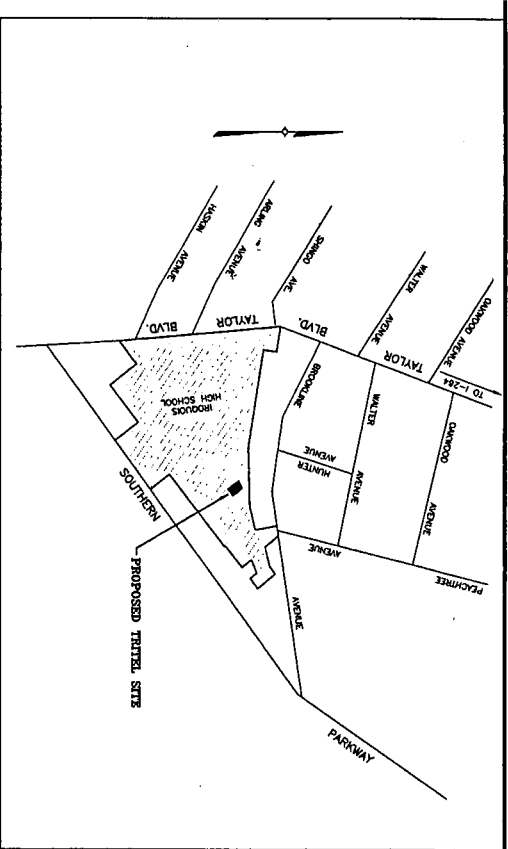 OAKWOOD AVENUE
TO I-264
WALTER AVENUE
SHINGO AVE.
ARLING AVENUE
HASKIN AVENUE
TAYLOR BLVD.
TAYLOR BLVD.
BROOKLINE
AVENUE
WALTER AVENUE
HUNTER AVENUE
OAKWOOD AVENUE
PEACHTREE
AVENUE
IROQUOIS
HIGH SCHOOL
SOUTHERN
PARKWAY
PROPOSED TRITEL SITE